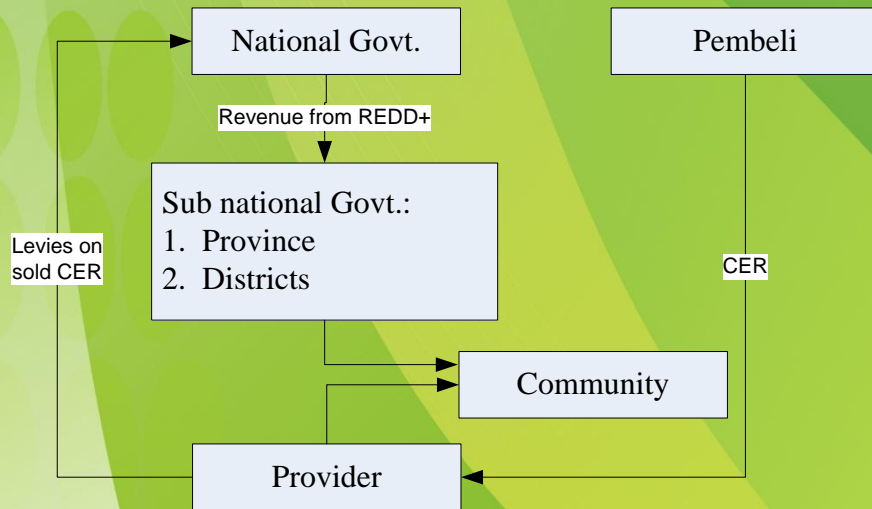 National Govt.
Pembeli
Revenue from REDD+
Sub national Govt.:
1. Province
2. Districts
Levies on
sold CER
CER
Community
Provider